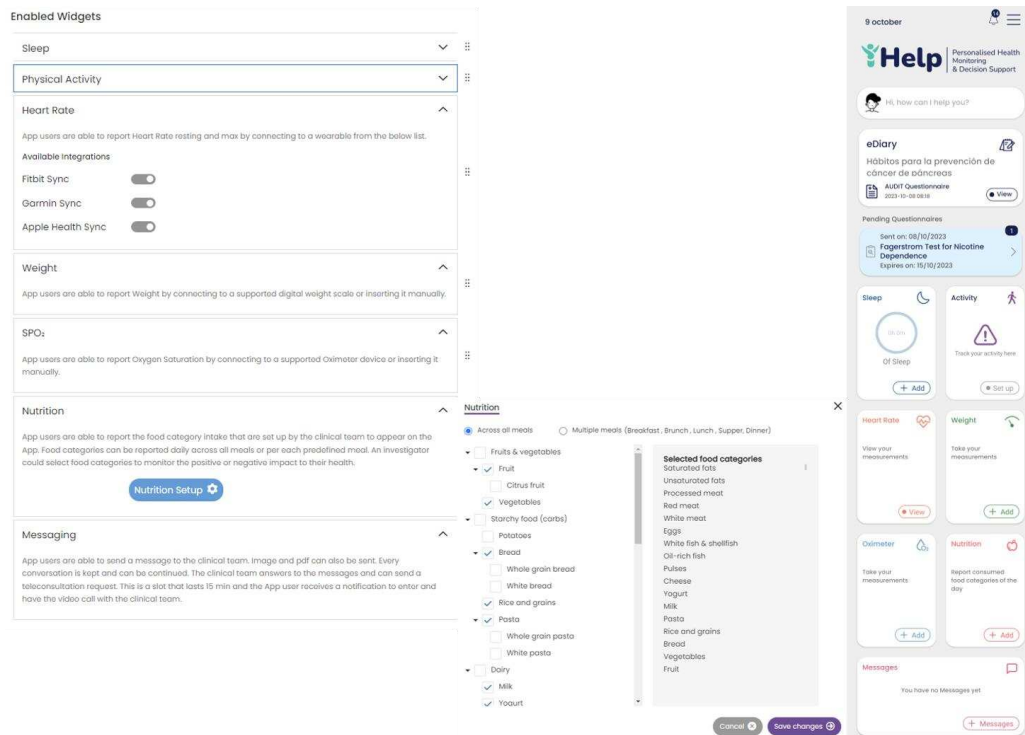 Enabled Widgets
Sleep
Physical Activity
Heart Rate
App users are able to report Heart Rate resting and max by connecting to a wearable from the below list.
Available Integrations
Fitbit Sync
Garmin Sync
Apple Health Sync
Weight
App users are able to report Weight by connecting to a supported digital weight scale or inserting it manually.
SPO₂
App users are able to report Oxygen Saturation by connecting to a supported Oximeter device or inserting it
manually.
Nutrition
App users are able to report the food category intake that are set up by the clinical team to appear on the
App. Food categories can be reported daily across all meals or per each predefined meal. An investigator
could select food categories to monitor the positive or negative impact to their health.
Nutrition Setup
Messaging
App users are able to send a message to the clinical team. Image and pdf can also be sent. Every
conversation is kept and can be continued. The clinical team answers to the messages and can send a
teleconsultation request. This is a slot that lasts 15 min and the App user receives a notification to enter and
have the video call with the clinical team.
Nutrition
Across all meals
Multiple meals (Breakfast, Brunch, Lunch, Supper, Dinner)
Fruits & vegetables
Fruit
Citrus fruit
Vegetables
Starchy food (carbs)
Potatoes
Bread
Whole grain bread
White bread
Rice and grains
Pasta
Whole grain pasta
White pasta
Dairy
Milk
Yogurt
Selected food categories
Saturated fats
Unsaturated fats
Processed meat
Red meat
White meat
Eggs
White fish & shellfish
Oil-rich fish
Pulses
Cheese
Yogurt
Milk
Pasta
Rice and grains
Bread
Vegetables
Fruit
Cancel
Save changes
9 october
14
iHelp
Personalised Health
Monitoring
& Decision Support
Hi, how can I help you?
eDiary
Hábitos para la prevención de
cáncer de páncreas
AUDIT Questionnaire
View
Pending Questionnaires
1
Sent on: 08/10/2023
Fagerstrom Test for Nicotine
Dependence
Expires on: 15/10/2023
Sleep
Of Sleep
+ Add
Activity
Track your activity here
Set up
Heart Rate
View your
measurements
View
Weight
Take your
measurements
+ Add
Oximeter
Take your
measurements
+ Add
Nutrition
Report consumed
food categories of the
day
+ Add
Messages
You have no Messages yet
+ Messages